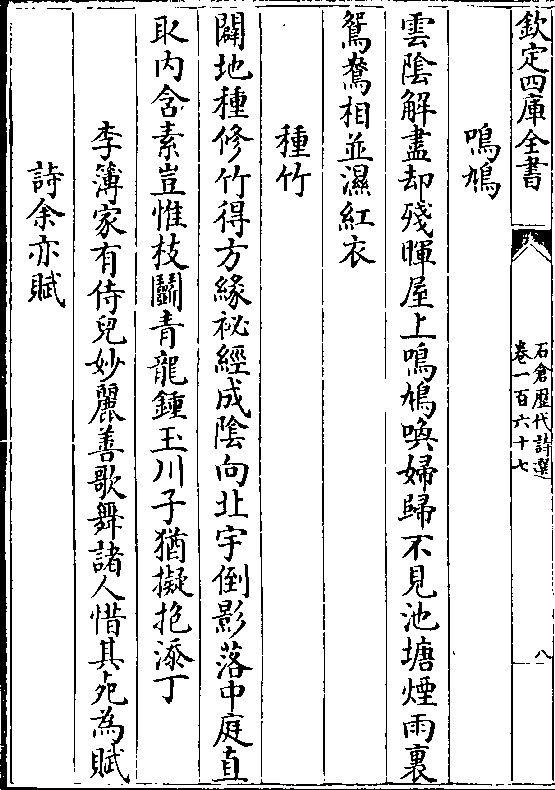 欽定四庫全書
石倉歷代詩選
卷一百六十七
八
鳴鳩
雲陰解盡却殘暉屋上鳴鳩喚婦歸不見池塘煙雨裏
鴛鴦相並濕紅衣
種竹
闢地種修竹得方緣祕經成陰向北宇倒影落中庭直
取内含素豈惟枝鬬青龍鍾玉川子猶擬抱添丁
李簿家有侍兒妙麗善歌舞諸人惜其死為賦
詩余亦賦